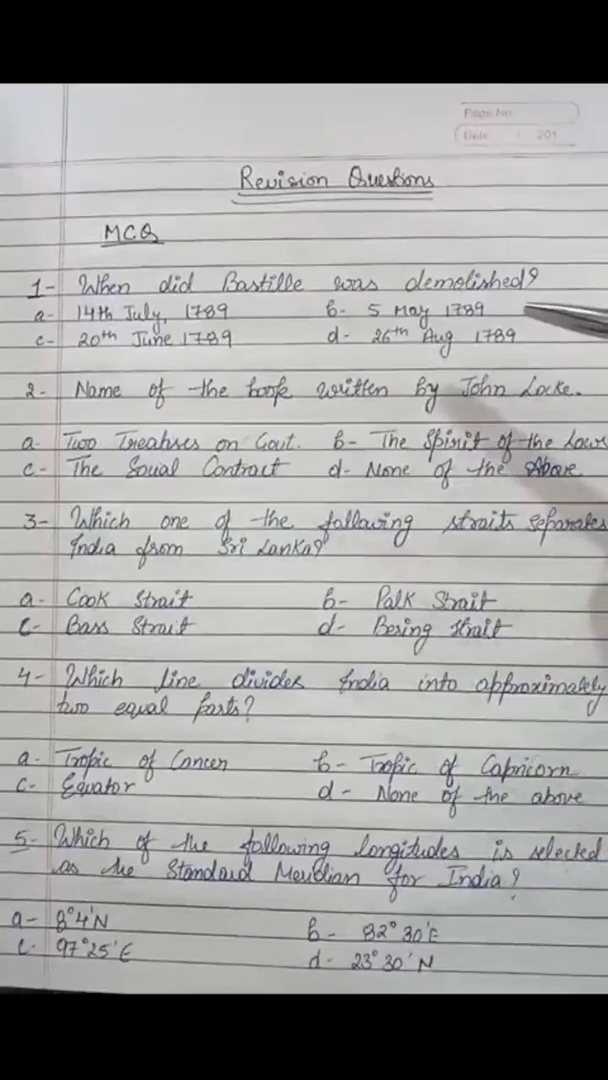 Page No
Date / 201
Revision Questions
MCQ
1- When did Bastille was demolished?
a- 14th July, 1789 b- 5 May 1789
c- 20th June 1789 d- 26th Aug 1789
2- Name of the book written by John Locke.
a- Two Treatises on Govt. b- The Spirit of the Laws
c- The Social Contract d- None of the Above
3- Which one of the following straits separates
India from Sri Lanka?
a- Cook Strait b- Palk Strait
c- Bass Strait d- Bering Strait
4- Which line divides India into approximately
two equal parts?
a- Tropic of Cancer b- Tropic of Capricorn
c- Equator d- None of the above
5- Which of the following longitudes is selected
as the Standard Meridian for India?
a- 8°4'N b- 82°30'E
c- 97°25'E d- 23°30'N